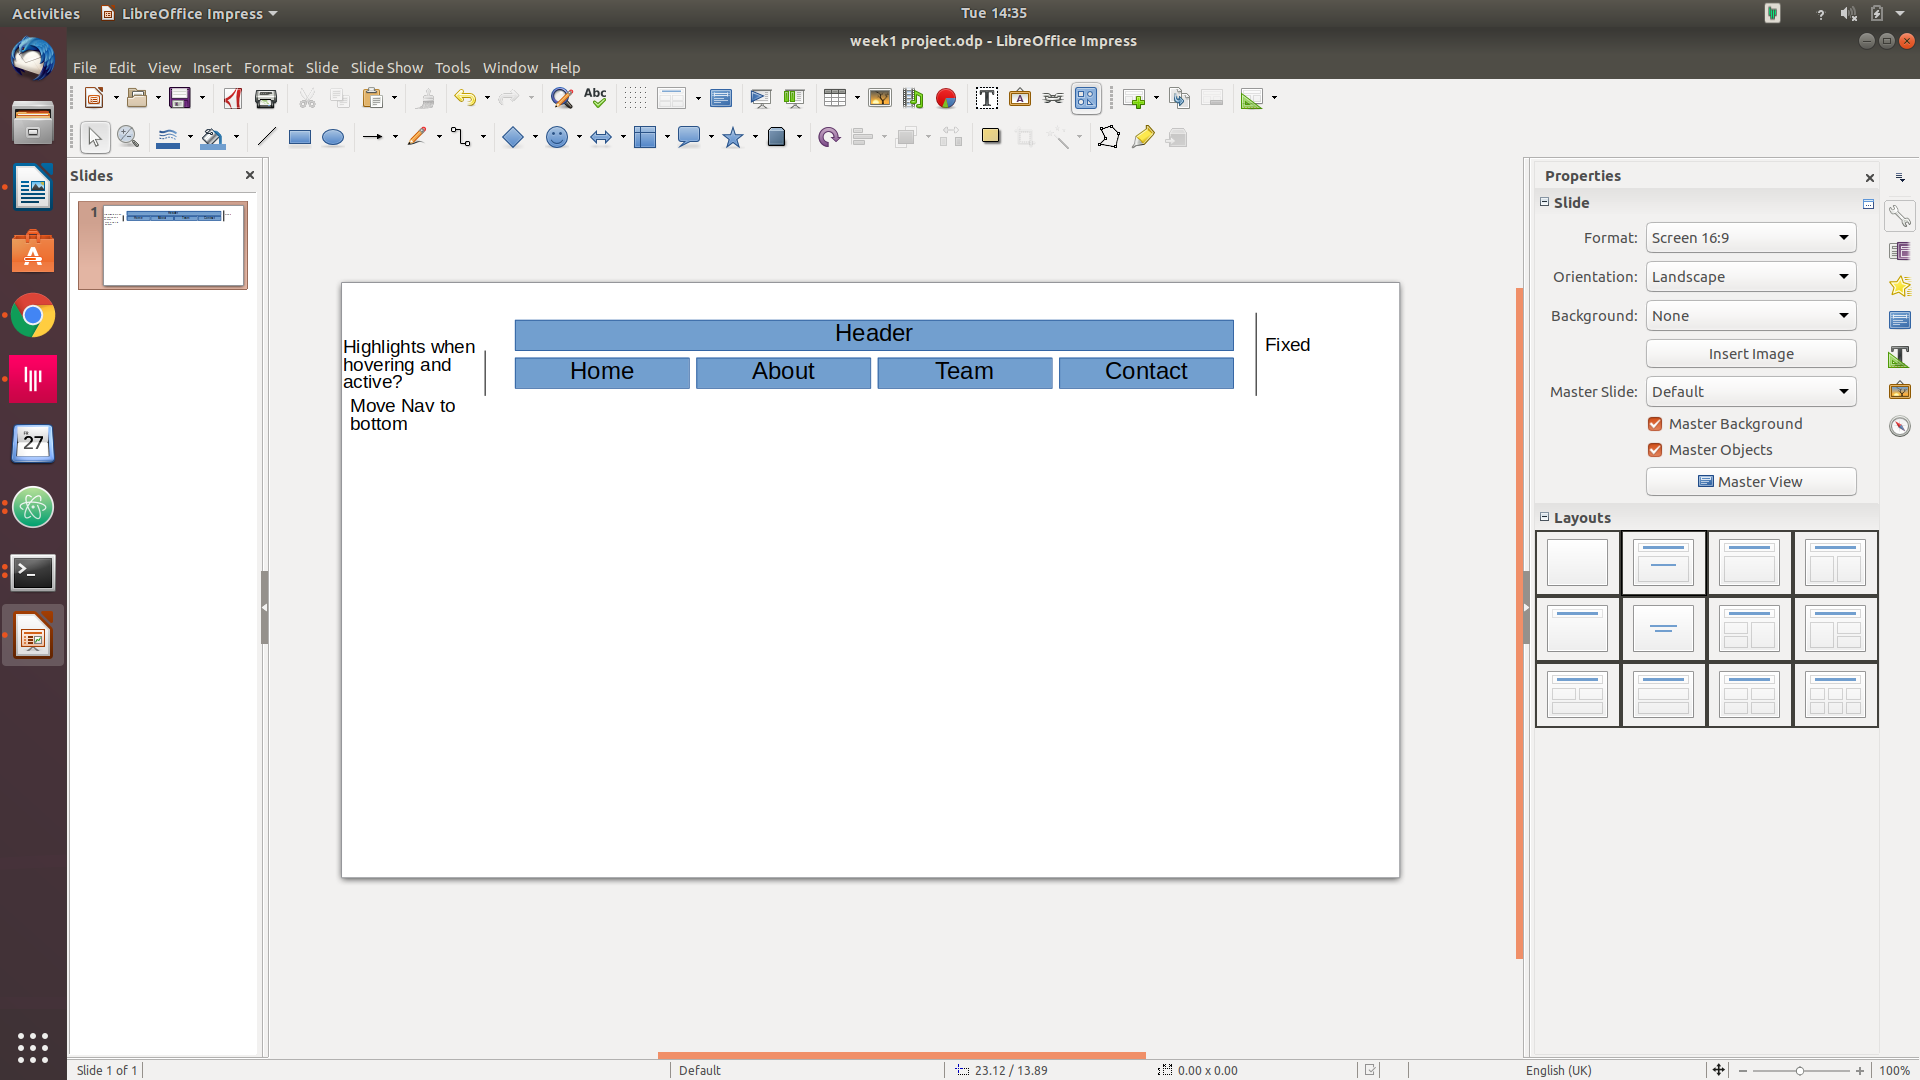 Activities LibreOffice Impress Tue 14:35 ?
week1 project.odp - LibreOffice Impress
File Edit View Insert Format Slide Slide Show Tools Window Help
Abc
Slides
1
Highlights when
hovering and
active?
Move Nav to
bottom
Header
Home About Team Contact
Fixed
Properties
Slide
Format: Screen 16:9
Orientation: Landscape
Background: None
Insert Image
Master Slide: Default
Master Background
Master Objects
Master View
Layouts
27
Slide 1 of 1 Default 23.12 / 13.89 0.00 x 0.00 English (UK) 100%